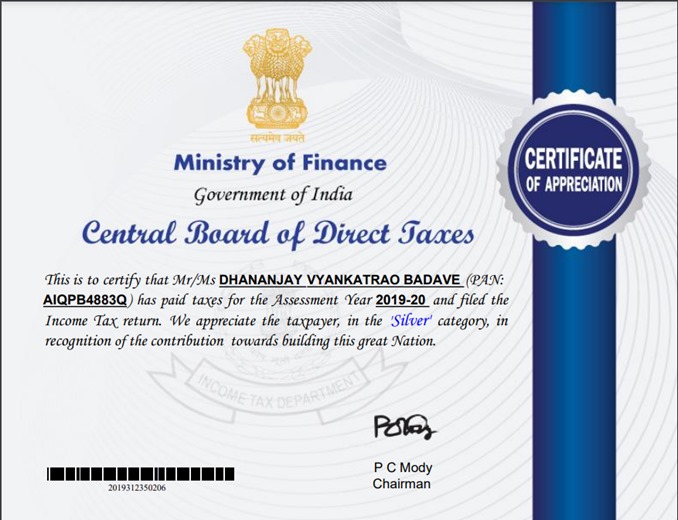 सत्यमेव जयते
Ministry of Finance
Government of India
Central Board of Direct Taxes
CERTIFICATE
OF APPRECIATION
This is to certify that Mr/Ms DHANANJAY VYANKATRAO BADAVE (PAN:
AIQPB4883Q) has paid taxes for the Assessment Year 2019-20 and filed the
Income Tax return. We appreciate the taxpayer, in the 'Silver' category, in
recognition of the contribution towards building this great Nation.
INCOME TAX DEPARTMENT
P C Mody
Chairman
2019312350206